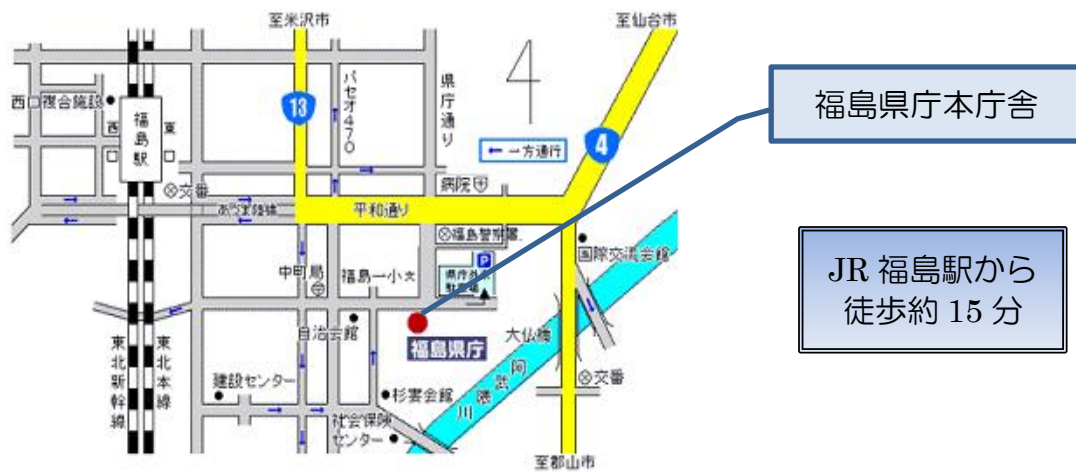 至米沢市
至仙台市
13
パセオ470
県庁通り
4
福島県庁本庁舎
西口複合施設
西
福島駅
東
一方通行
病院
交番
平和通り
福島警察署
国際交流会館
P
中町局
福島一小
文
県庁外来
駐車場
JR 福島駅から
徒歩約 15 分
自治会館
福島県庁
大仏橋
阿武隈川
東北新幹線
東北本線
建設センター
杉妻会館
交番
社会保険
センター
至郡山市